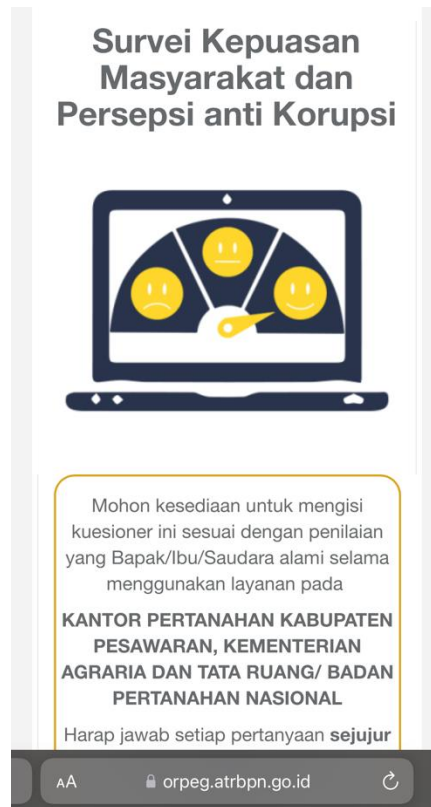 Survei Kepuasan
Masyarakat dan
Persepsi anti Korupsi
Mohon kesediaan untuk mengisi
kuesioner ini sesuai dengan penilaian
yang Bapak/Ibu/Saudara alami selama
menggunakan layanan pada
KANTOR PERTANAHAN KABUPATEN
PESAWARAN, KEMENTERIAN
AGRARIA DAN TATA RUANG/ BADAN
PERTANAHAN NASIONAL
Harap jawab setiap pertanyaan sejujur
AA orpeg.atrbpn.go.id